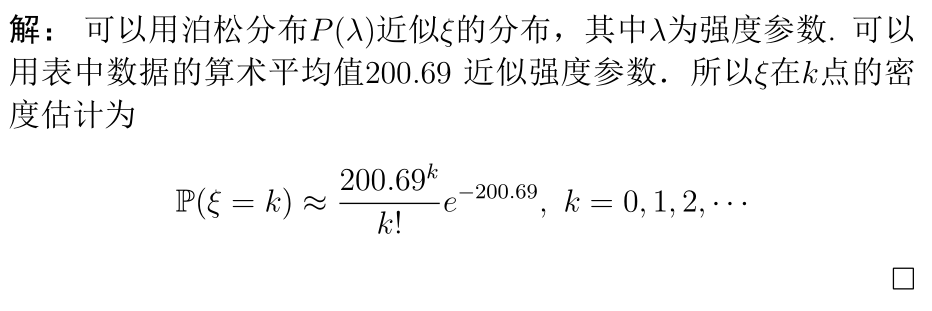 解： 可以用泊松分布P(λ)近似ξ的分布，其中λ为强度参数. 可以
用表中数据的算术平均值200.69 近似强度参数．所以ξ在k点的密
度估计为
ℙ(ξ = k) ≈ \frac{200.69^k}{k!} e^{−200.69}, k = 0, 1, 2, ⋯
□